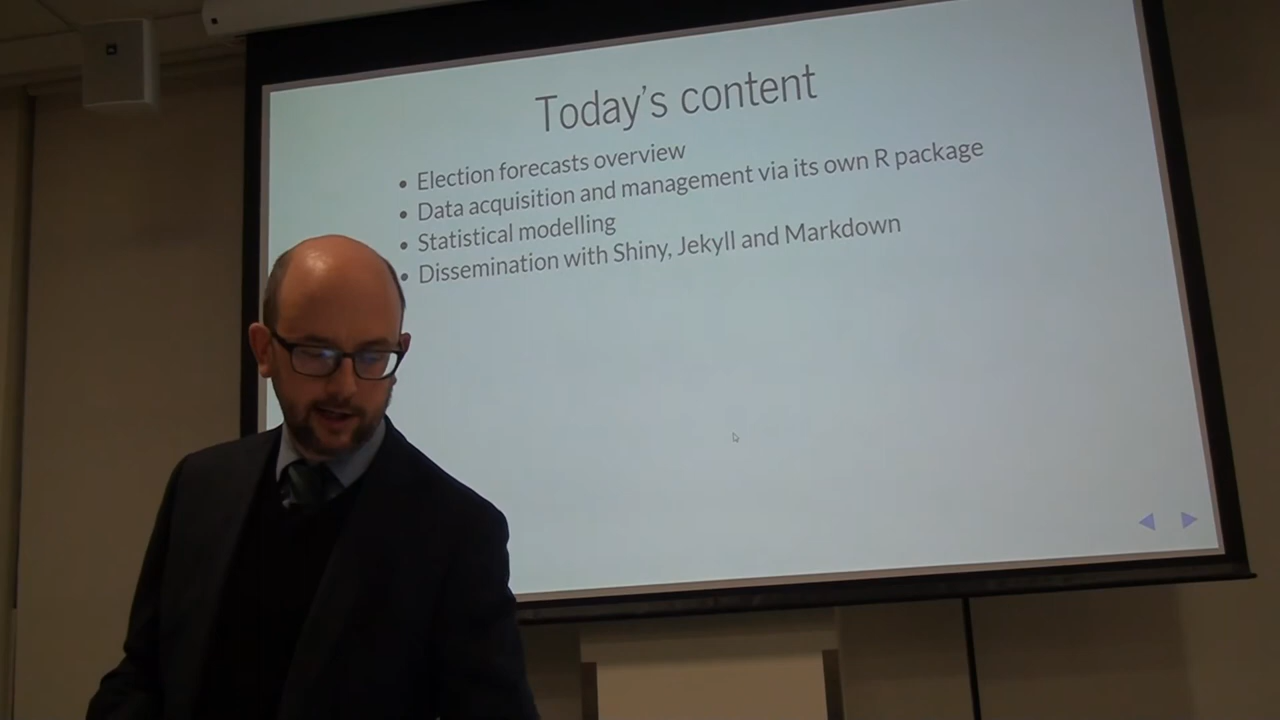 Today's content
Election forecasts overview
Data acquisition and management via its own R package
Statistical modelling
Dissemination with Shiny, Jekyll and Markdown